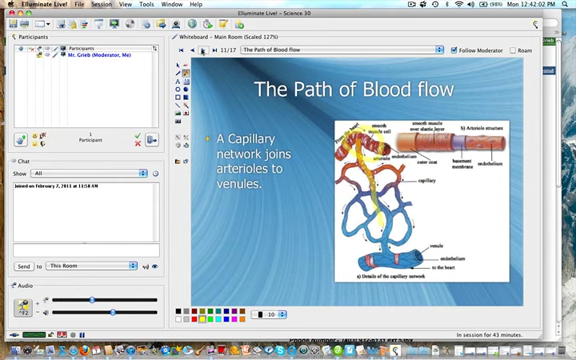 Elluminate Live! File Session Tools View Window Help Mon 12:42:02 PM
Elluminate Live! - Science 30
Participants
Whiteboard - Main Room (Scaled 127%)
11/17 The Path of Blood flow Follow Moderator Roam
Participants
Mr. Grieb (Moderator, Me)
1
Participant
Chat
Show All
Joined on February 7, 2011 at 11:58 AM
Send to This Room
Audio
The Path of Blood flow
A Capillary
network joins
arterioles to
venules.
smooth
muscle cell
arteriole
endothelium
outer coat
smooth muscle
over elastic layer
b) Arteriole structure
basement
membrane
endothelium
capillary
venule
endothelium
to the heart
a) Details of the capillary network
10
In session for 43 minutes.